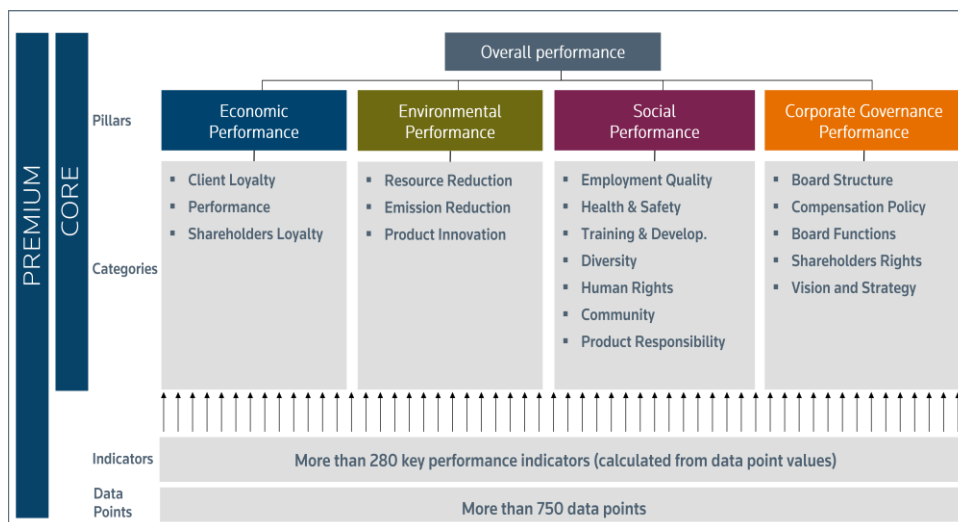 Overall performance
PREMIUM
CORE
Pillars
Economic
Performance
Environmental
Performance
Social
Performance
Corporate Governance
Performance
Categories
Client Loyalty
Performance
Shareholders Loyalty
Resource Reduction
Emission Reduction
Product Innovation
Employment Quality
Health & Safety
Training & Develop.
Diversity
Human Rights
Community
Product Responsibility
Board Structure
Compensation Policy
Board Functions
Shareholders Rights
Vision and Strategy
Indicators
More than 280 key performance indicators (calculated from data point values)
Data
Points
More than 750 data points